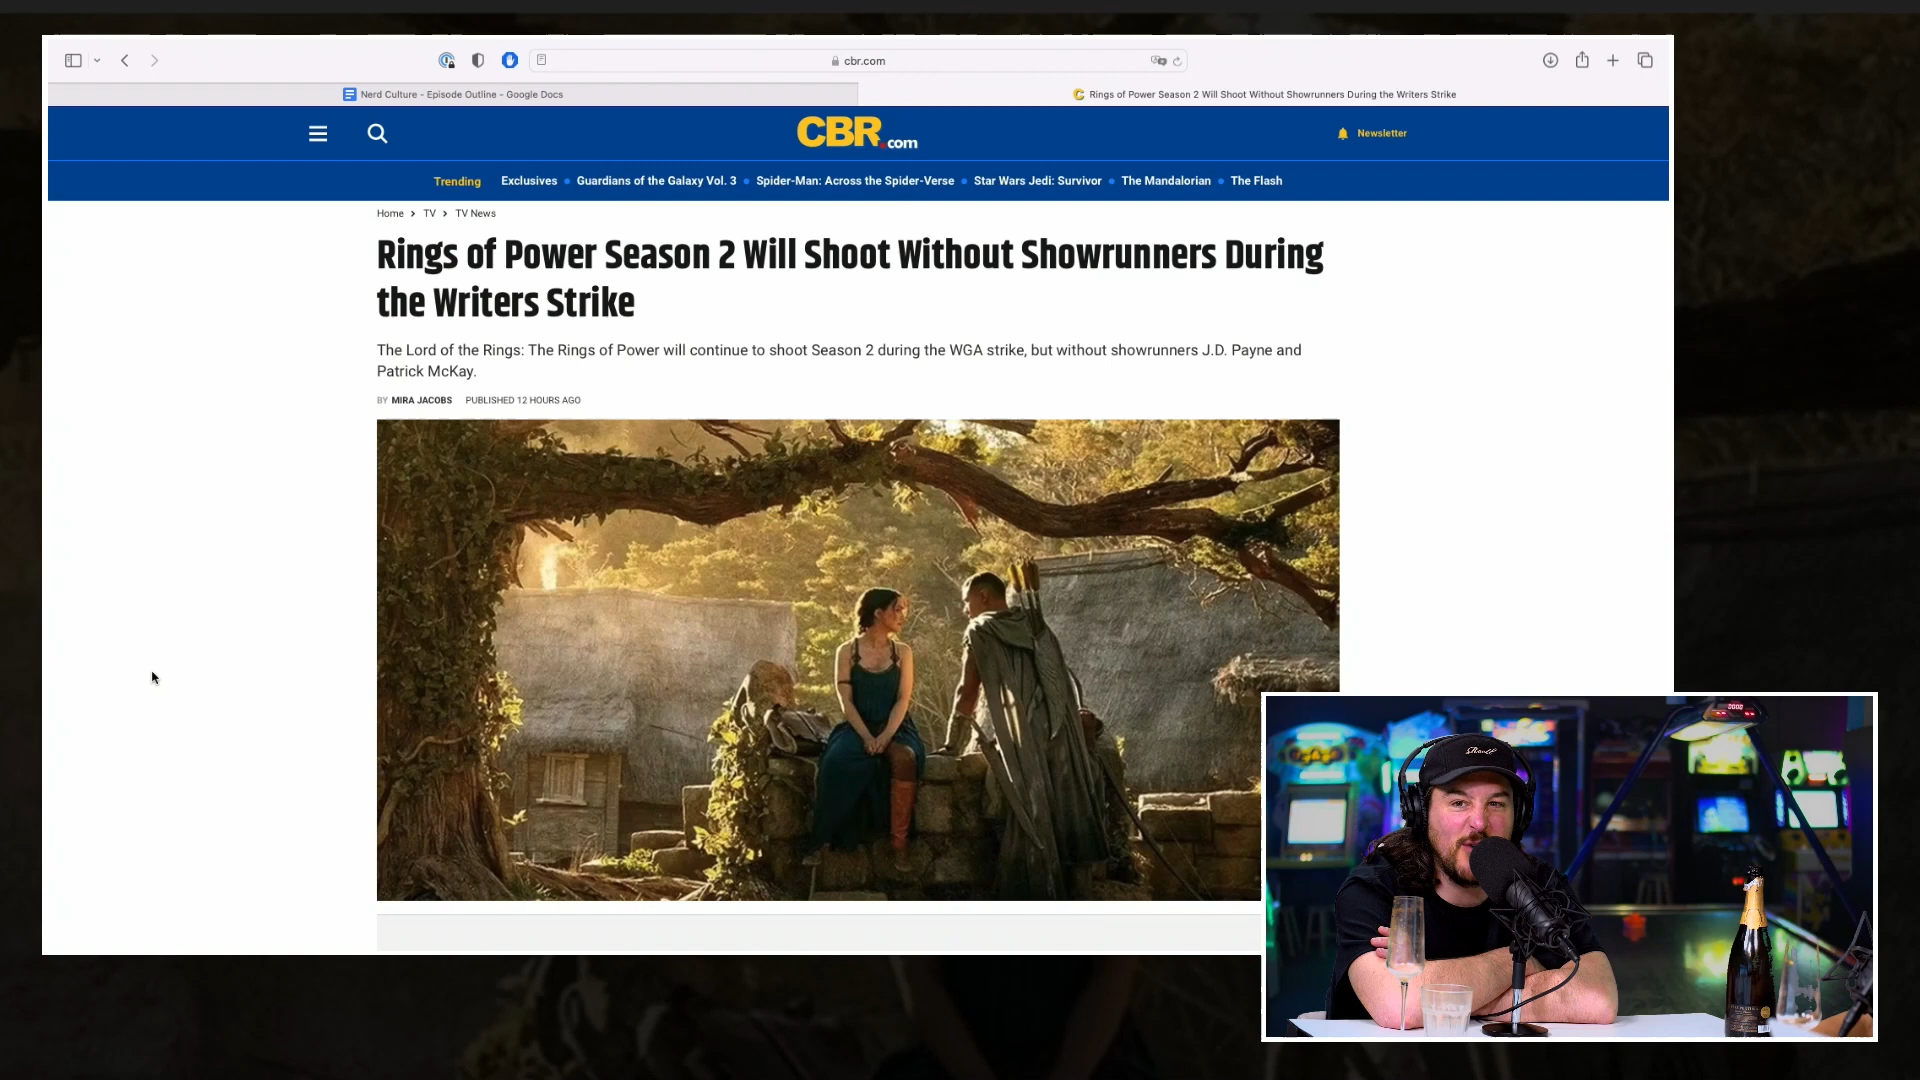 cbr.com
Nerd Culture - Episode Outline - Google Docs
Rings of Power Season 2 Will Shoot Without Showrunners During the Writers Strike
CBR.com
Newsletter
Trending Exclusives Guardians of the Galaxy Vol. 3 Spider-Man: Across the Spider-Verse Star Wars Jedi: Survivor The Mandalorian The Flash
Home > TV > TV News
Rings of Power Season 2 Will Shoot Without Showrunners During
the Writers Strike
The Lord of the Rings: The Rings of Power will continue to shoot Season 2 during the WGA strike, but without showrunners J.D. Payne and
Patrick McKay.
BY MIRA JACOBS PUBLISHED 12 HOURS AGO